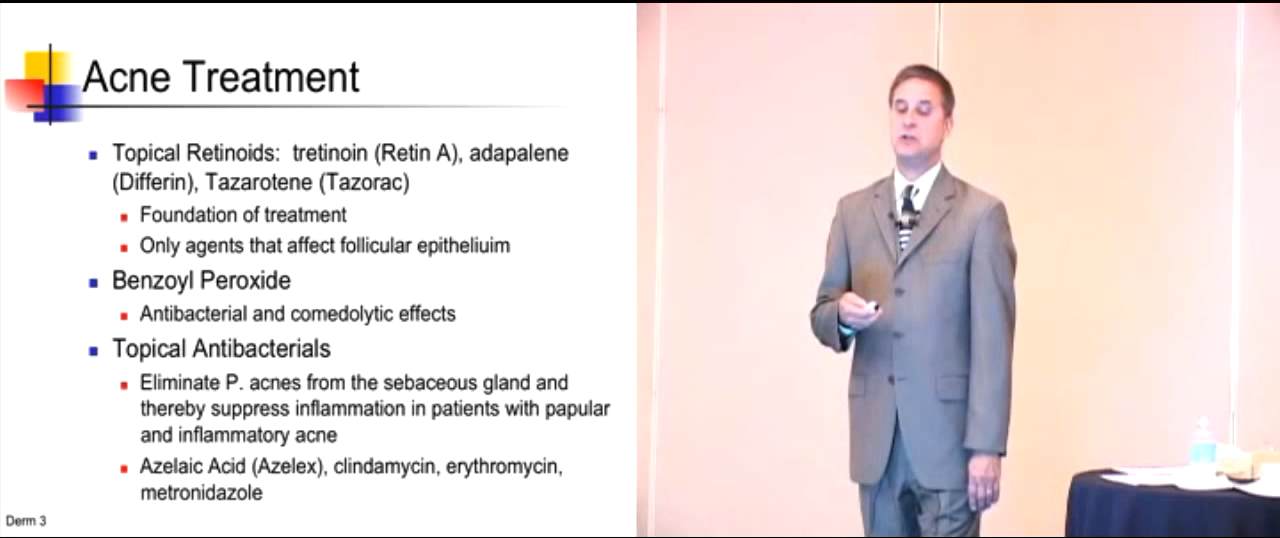 Acne Treatment
Topical Retinoids: tretinoin (Retin A), adapalene
(Differin), Tazarotene (Tazorac)
Foundation of treatment
Only agents that affect follicular epitheliuim
Benzoyl Peroxide
Antibacterial and comedolytic effects
Topical Antibacterials
Eliminate P. acnes from the sebaceous gland and
thereby suppress inflammation in patients with papular
and inflammatory acne
Azelaic Acid (Azelex), clindamycin, erythromycin,
metronidazole
Derm 3